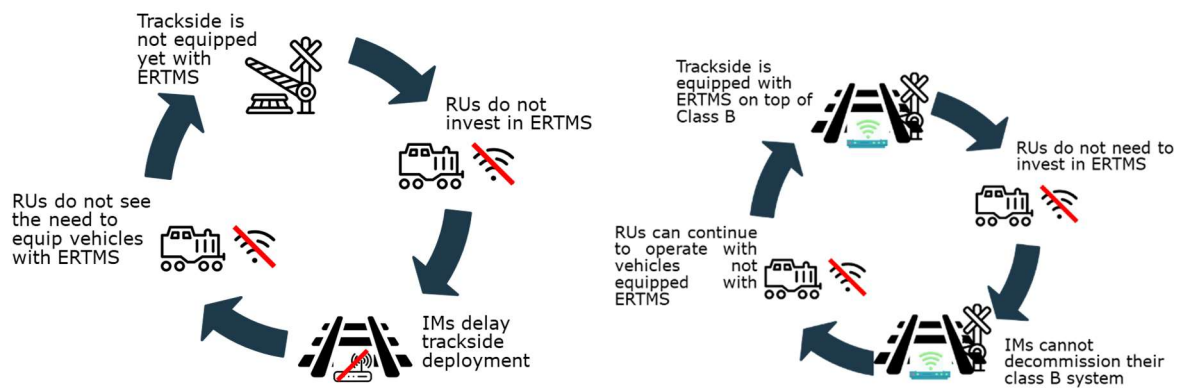 Trackside is
not equipped
yet with
ERTMS
RUs do not
invest in ERTMS
IMs delay
trackside
deployment
RUs do not see
the need to
equip vehicles
with ERTMS
Trackside is
equipped with
ERTMS on top of
Class B
RUs do not need to
invest in ERTMS
IMs cannot
decommission their
class B system
RUs can continue
to operate with
vehicles not
equipped with
ERTMS